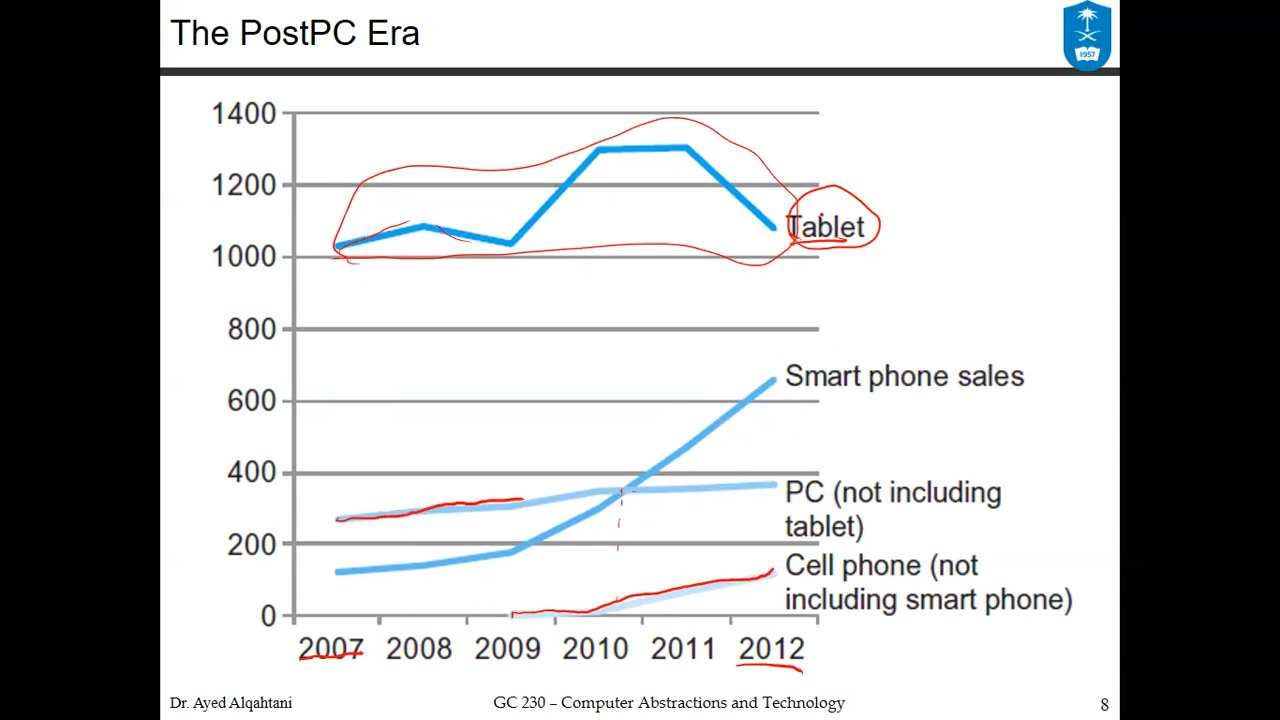 The PostPC Era
1957
1400
1200
Tablet
1000
800
Smart phone sales
600
400
PC (not including
tablet)
200
Cell phone (not
including smart phone)
0
2007 2008 2009 2010 2011 2012
Dr. Ayed Alqahtani GC 230 – Computer Abstractions and Technology 8